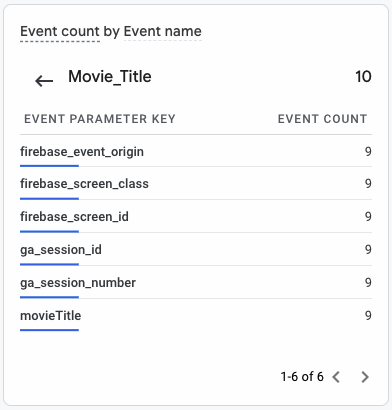 Event count by Event name
Movie_Title 10
EVENT PARAMETER KEY EVENT COUNT
firebase_event_origin 9
firebase_screen_class 9
firebase_screen_id 9
ga_session_id 9
ga_session_number 9
movieTitle 9
1-6 of 6